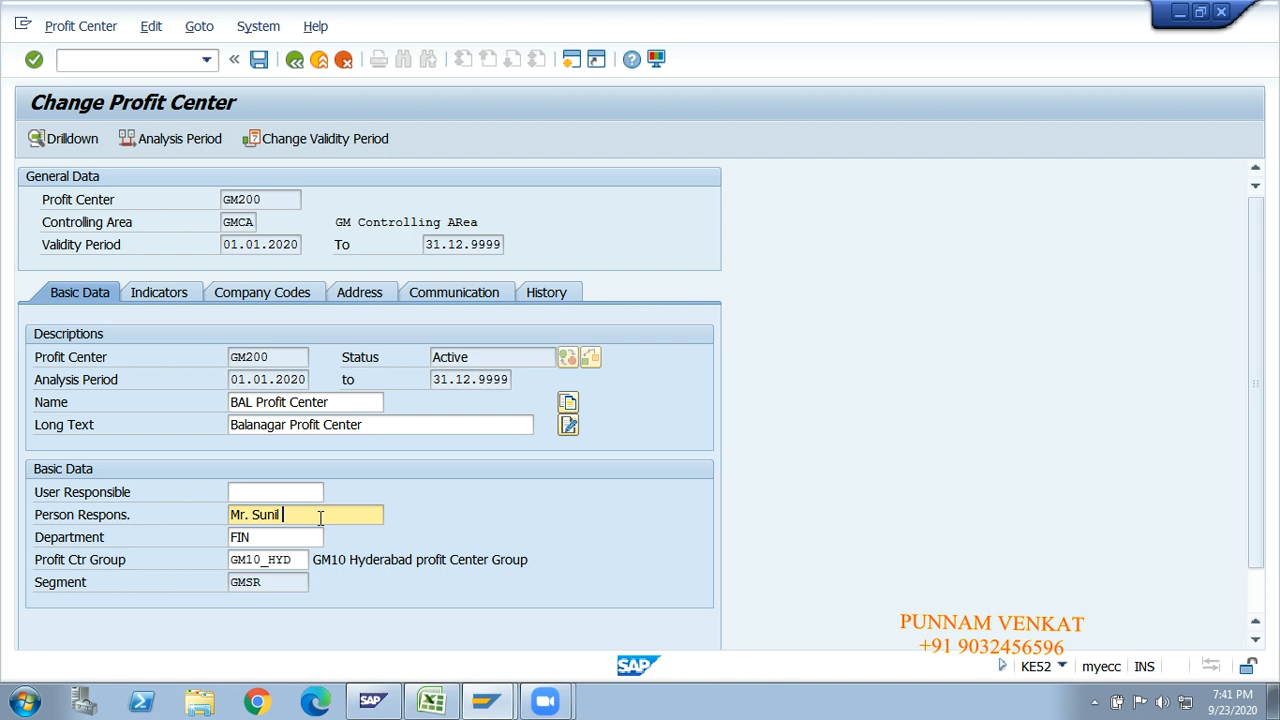 Profit Center Edit Goto System Help
Change Profit Center
Drilldown Analysis Period Change Validity Period
General Data
Profit Center GM200
Controlling Area GMCA GM Controlling ARea
Validity Period 01.01.2020 To 31.12.9999
Basic Data Indicators Company Codes Address Communication History
Descriptions
Profit Center GM200 Status Active
Analysis Period 01.01.2020 to 31.12.9999
Name BAL Profit Center
Long Text Balanagar Profit Center
Basic Data
User Responsible
Person Respons. Mr. Sunil
Department FIN
Profit Ctr Group GM10_HYD GM10 Hyderabad profit Center Group
Segment GMSR
PUNNAM VENKAT
+91 9032456596
SAP KE52 myecc INS
SAP
7:41 PM
9/23/2020